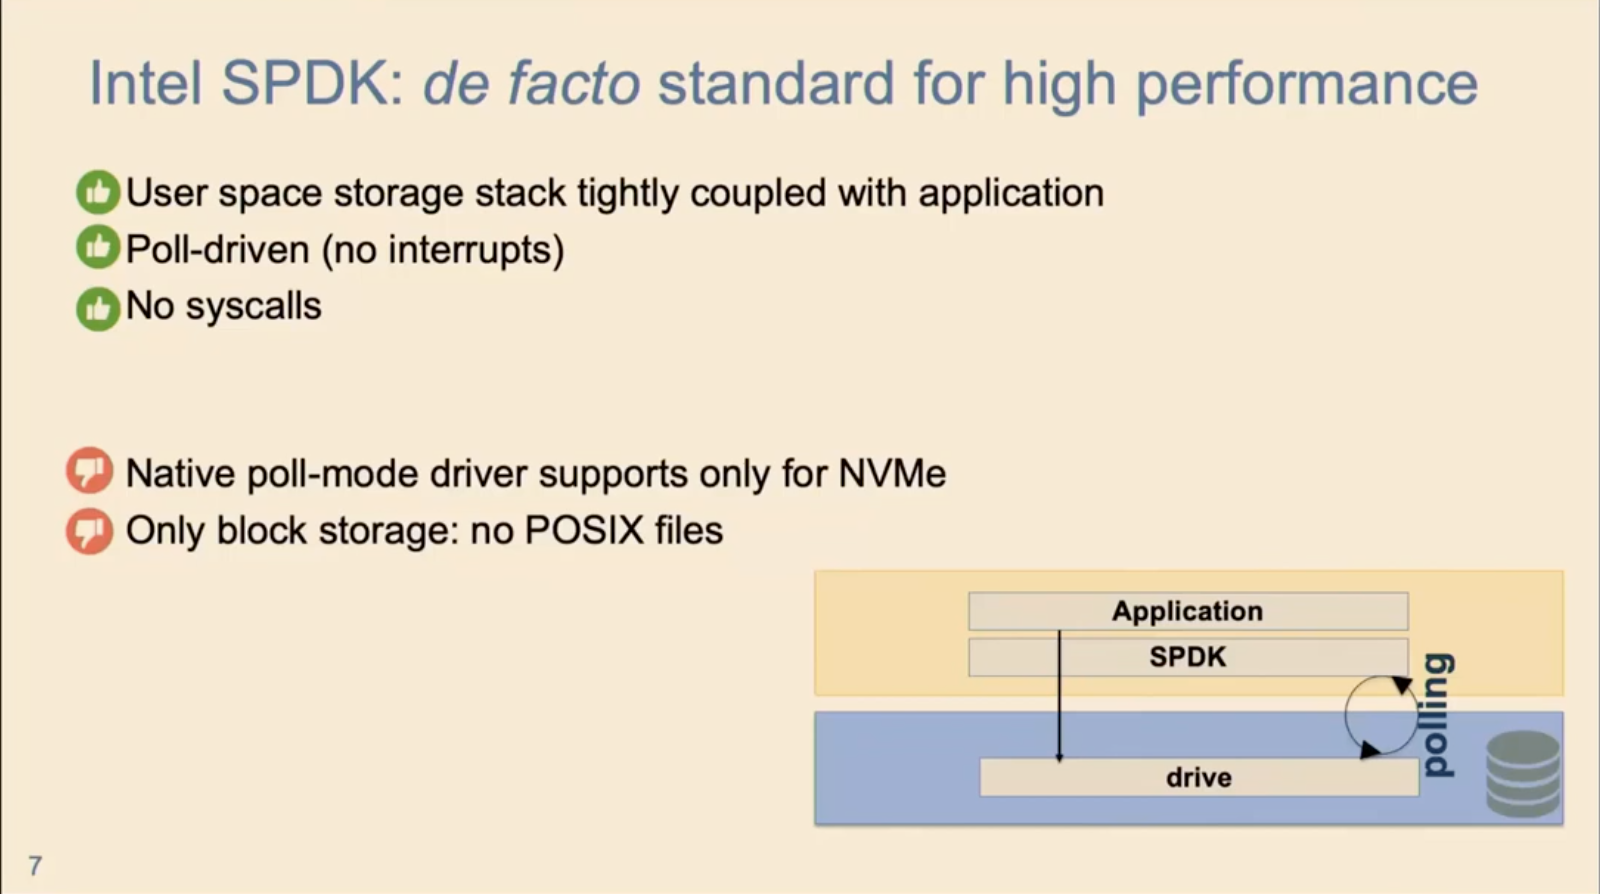 Intel SPDK: de facto standard for high performance
User space storage stack tightly coupled with application
Poll-driven (no interrupts)
No syscalls
Native poll-mode driver supports only for NVMe
Only block storage: no POSIX files
Application
SPDK
polling
drive
7